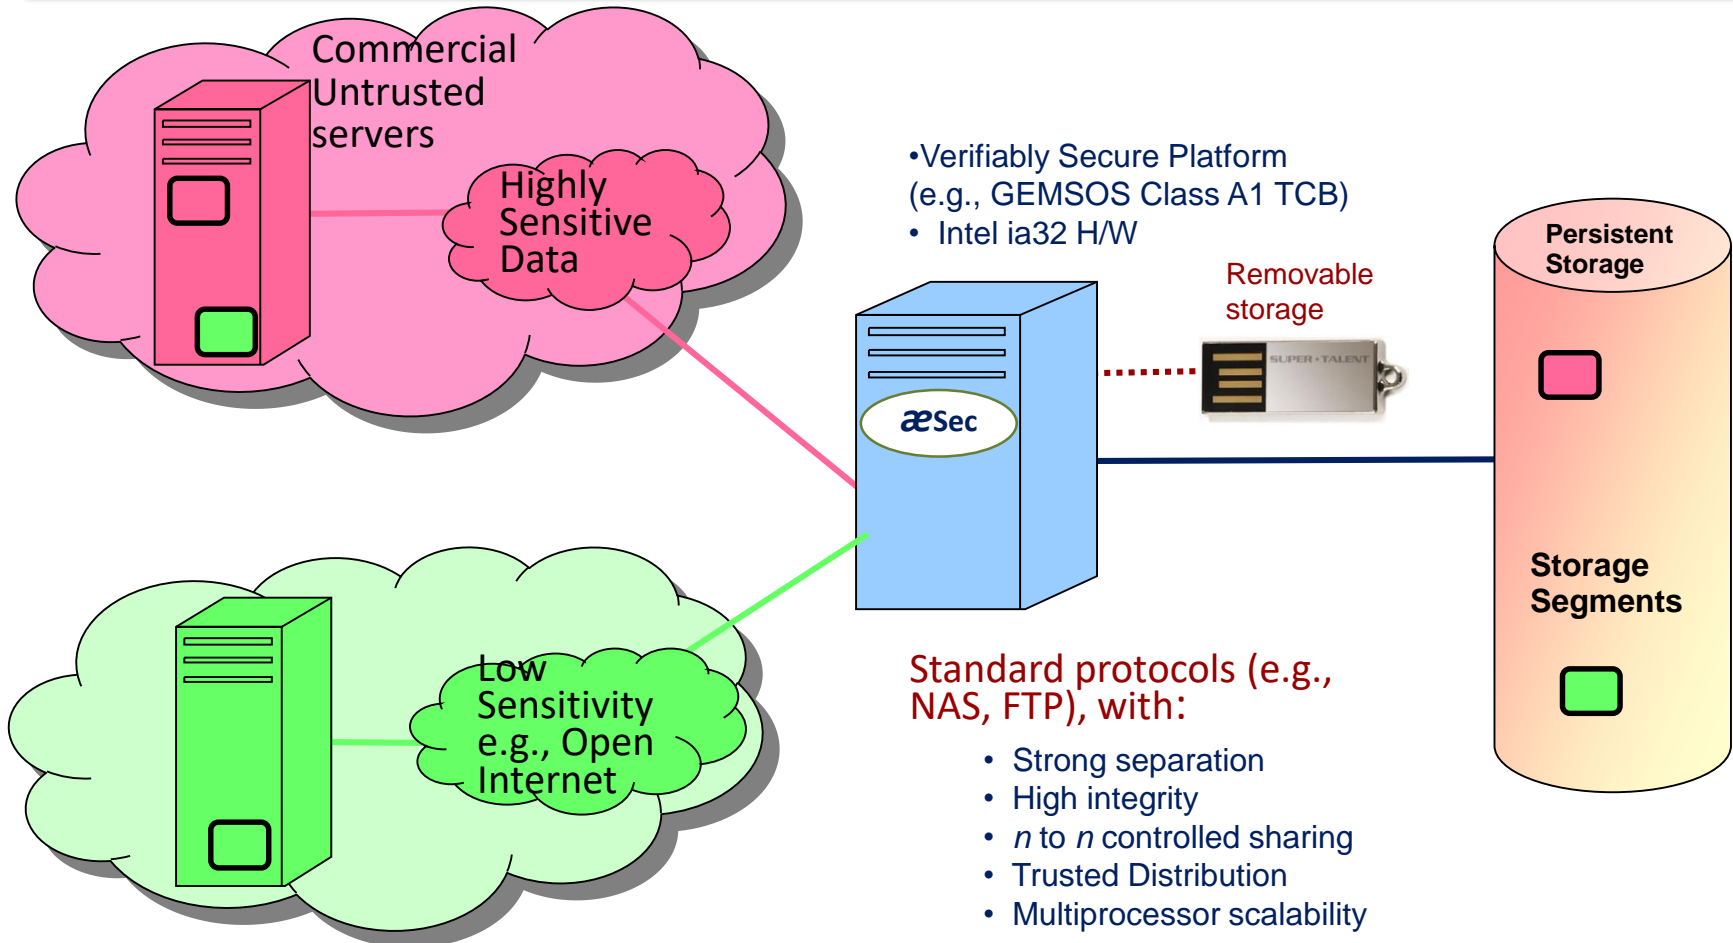 Commercial
Untrusted
servers
Highly
Sensitive
Data
•Verifiably Secure Platform
(e.g., GEMSOS Class A1 TCB)
• Intel ia32 H/W
Removable
storage
SUPER•TALENT
Persistent
Storage
æSec
Storage
Segments
Low
Sensitivity
e.g., Open
Internet
Standard protocols (e.g.,
NAS, FTP), with:
• Strong separation
• High integrity
• n to n controlled sharing
• Trusted Distribution
• Multiprocessor scalability